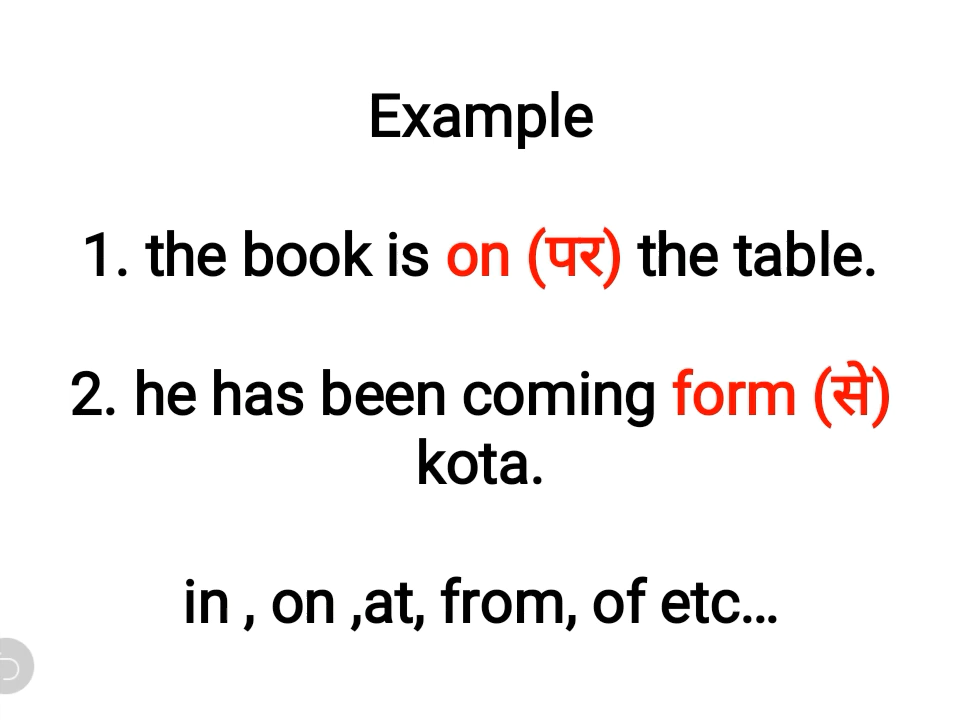 Example
1. the book is on (पर) the table.
2. he has been coming form (से)
kota.
in , on ,at, from, of etc...